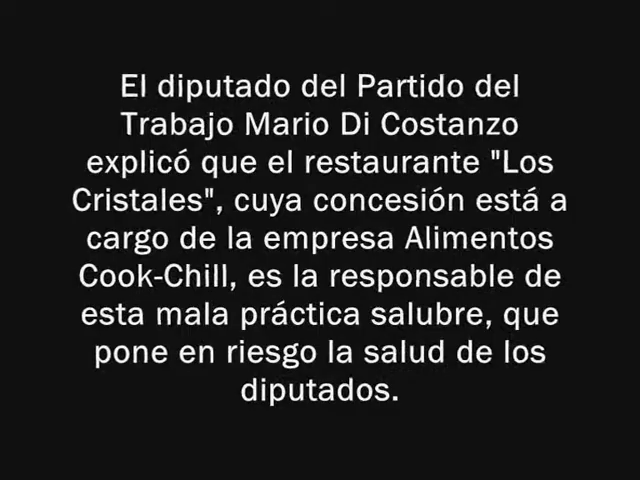 El diputado del Partido del
Trabajo Mario Di Costanzo
explicó que el restaurante "Los
Cristales", cuya concesión está a
cargo de la empresa Alimentos
Cook-Chill, es la responsable de
esta mala práctica salubre, que
pone en riesgo la salud de los
diputados.